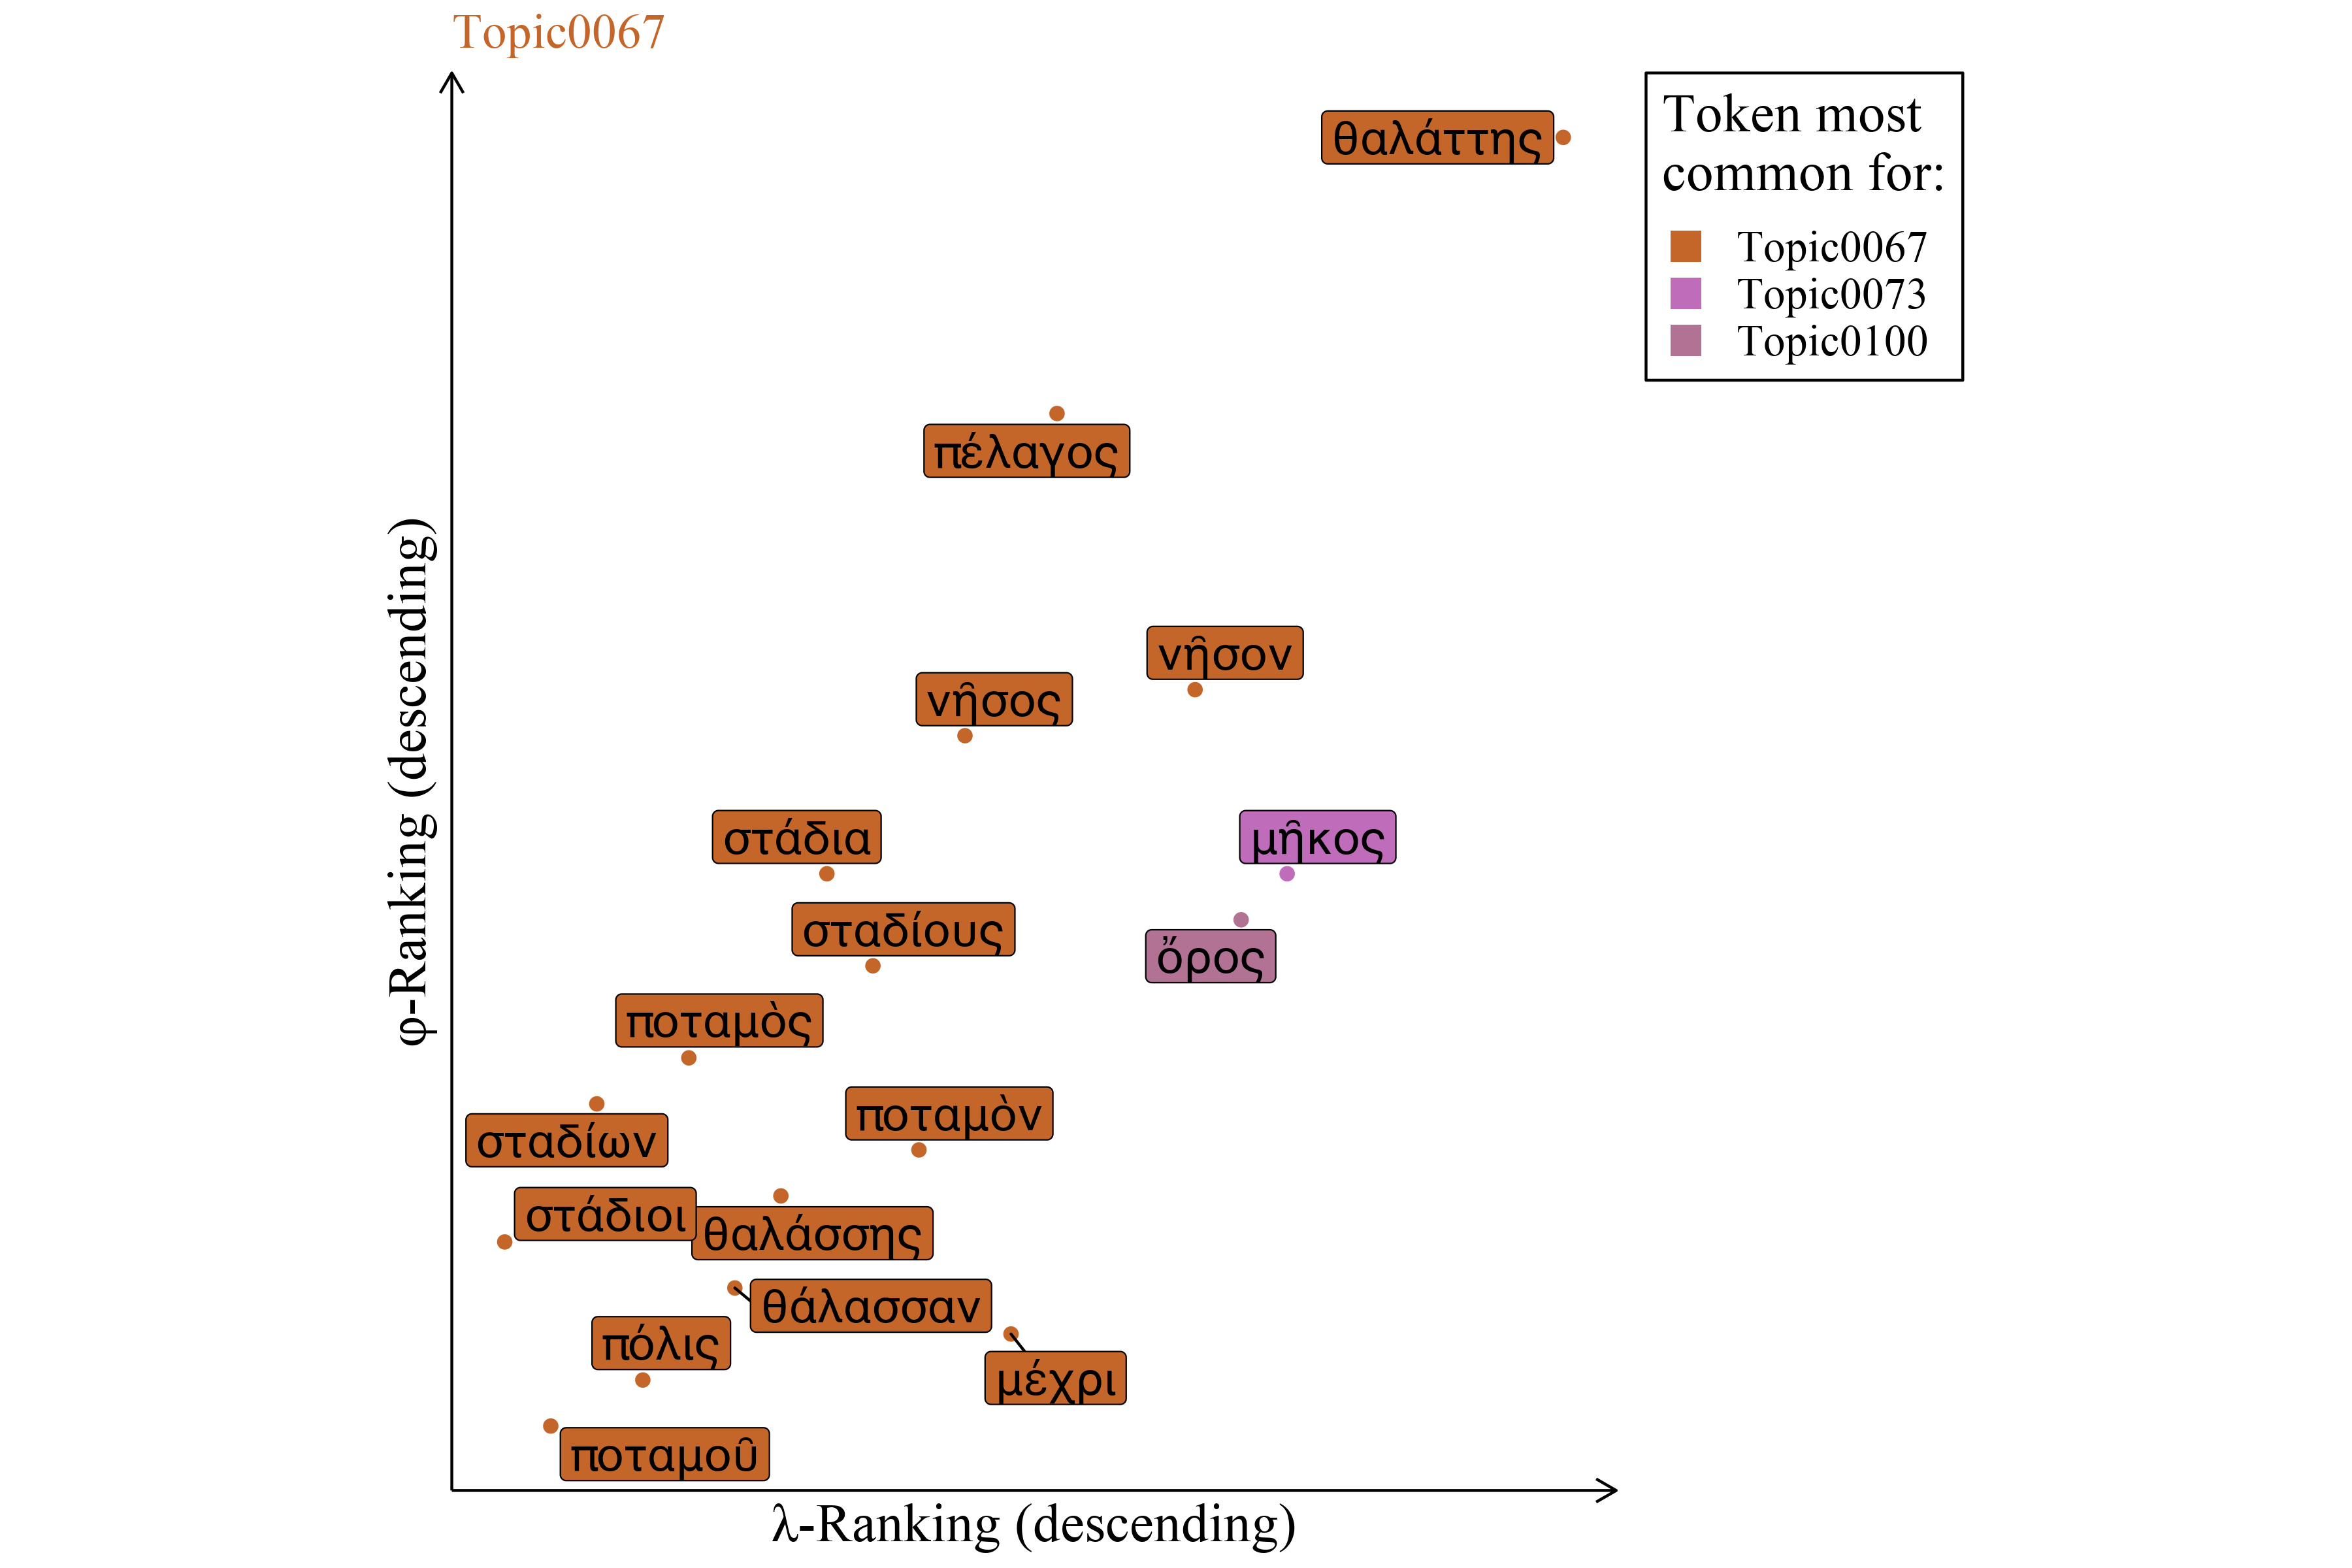 Topic0067
θαλάττης
Token most
common for:
Topic0067
Topic0073
Topic0100
πέλαγος
νῆσον
νῆσος
στάδια
μῆκος
σταδίους
ὄρος
ποταμὸς
ποταμὸν
σταδίων
στάδιοι
θαλάσσης
θάλασσαν
πόλις
μέχρι
ποταμοῦ
φ-Ranking (descending)
λ-Ranking (descending)